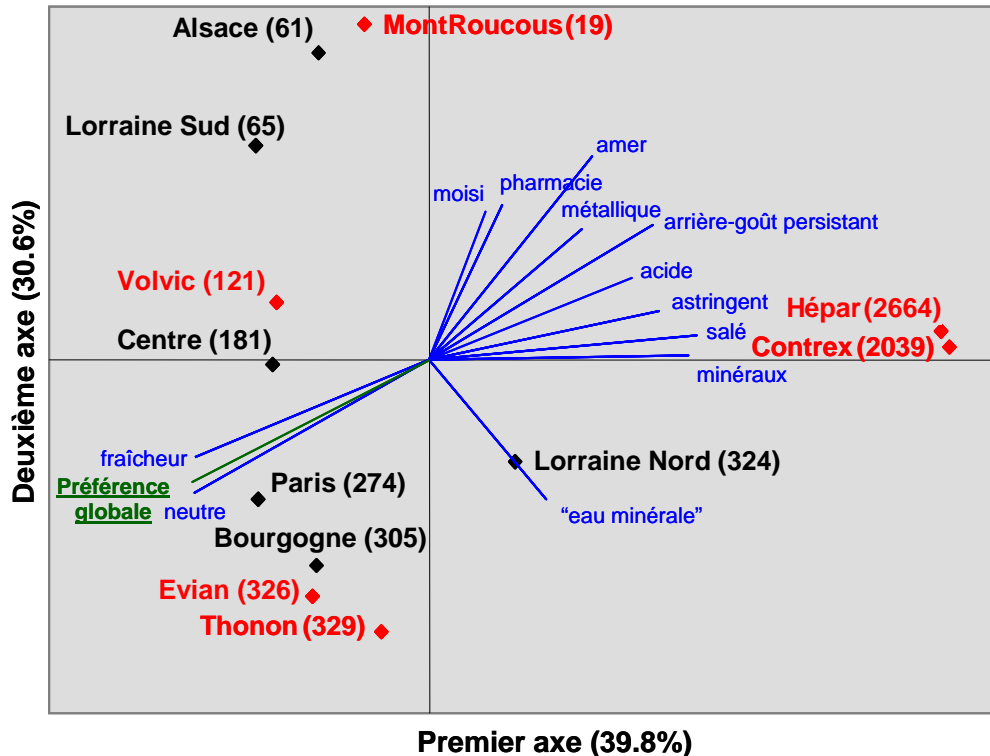 Alsace (61)
MontRoucous (19)
Lorraine Sud (65)
amer
pharmacie
moisi
métallique
arrière-goût persistant
acide
Volvic (121)
astringent
Hépar (2664)
salé
Centre (181)
Contrex (2039)
minéraux
fraîcheur
Préférence
globale
neutre
Paris (274)
Lorraine Nord (324)
“eau minérale”
Bourgogne (305)
Evian (326)
Thonon (329)
Deuxième axe (30.6%)
Premier axe (39.8%)